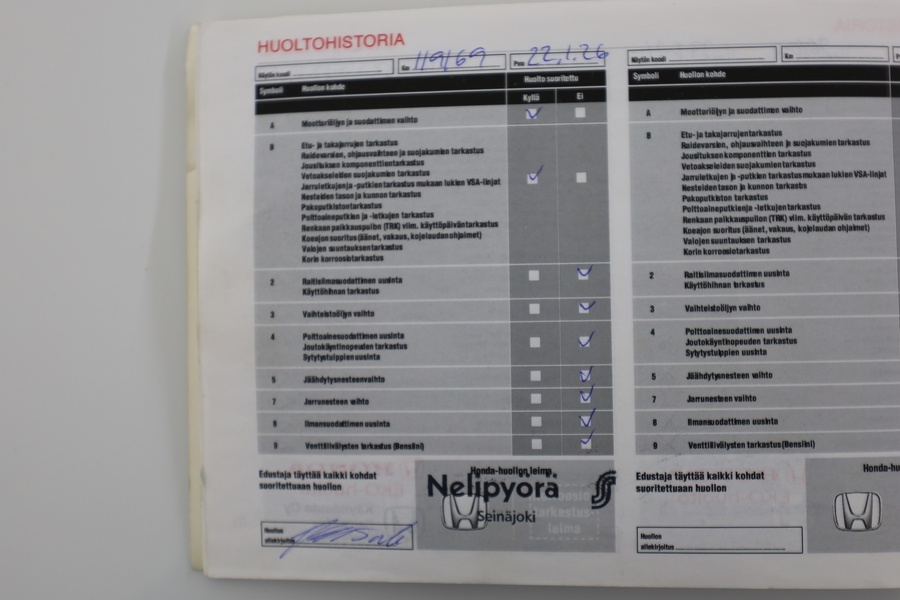 HUOLTOHISTORIA
Näytön koodi
Km 119169
Pvm 22.1.26
Symboli Huollon kohde Huolto suoritettu
Kyllä Ei
A Moottoriöljyn ja suodattimen vaihto
B Etu- ja takajarrujen tarkastus
Raidevarsien, ohjausvaihteen ja suojakumien tarkastus
Jousituksen komponenttien tarkastus
Vetoakseleiden suojakumien tarkastus
Jarruletkujen ja -putkien tarkastus mukaan lukien VSA-linjat
Nesteiden tason ja kunnon tarkastus
Pakoputkiston tarkastus
Polttoaineputkien ja -letkujen tarkastus
Renkaan paikkauspullon (TRK) viim. käyttöpäivän tarkastus
Koeajon suoritus (äänet, vakaus, kojelaudan ohjaimet)
Valojen suuntauksen tarkastus
Korin korroosiotarkastus
2 Raitisilmasuodattimen uusinta
Käyttöhihnan tarkastus
3 Vaihteistoöljyn vaihto
4 Polttoainesuodattimen uusinta
Joutokäyntinopeuden tarkastus
Sytytystulppien uusinta
5 Jäähdytysnesteen vaihto
7 Jarrunesteen vaihto
8 Ilmansuodattimen uusinta
9 Venttiilivälysten tarkastus (Bensiini)
Edustaja täyttää kaikki kohdat
suoritettuaan huollon
Honda-huollon leima
Nelipyörä
Seinäjoki
Huollon
allekirjoitus
Näytön koodi
Km
Symboli Huollon kohde
A Moottoriöljyn ja suodattimen vaihto
B Etu- ja takajarrujen tarkastus
Raidevarsien, ohjausvaihteen ja suojakumien tarkastus
Jousituksen komponenttien tarkastus
Vetoakseleiden suojakumien tarkastus
Jarruletkujen ja -putkien tarkastus mukaan lukien VSA-linjat
Nesteiden tason ja kunnon tarkastus
Pakoputkiston tarkastus
Polttoaineputkien ja -letkujen tarkastus
Renkaan paikkauspullon (TRK) viim. käyttöpäivän tarkastus
Koeajon suoritus (äänet, vakaus, kojelaudan ohjaimet)
Valojen suuntauksen tarkastus
Korin korroosiotarkastus
2 Raitisilmasuodattimen uusinta
Käyttöhihnan tarkastus
3 Vaihteistoöljyn vaihto
4 Polttoainesuodattimen uusinta
Joutokäyntinopeuden tarkastus
Sytytystulppien uusinta
5 Jäähdytysnesteen vaihto
7 Jarrunesteen vaihto
8 Ilmansuodattimen uusinta
9 Venttiilivälysten tarkastus (Bensiini)
Edustaja täyttää kaikki kohdat
suoritettuaan huollon
Honda-hu
Huollon
allekirjoitus